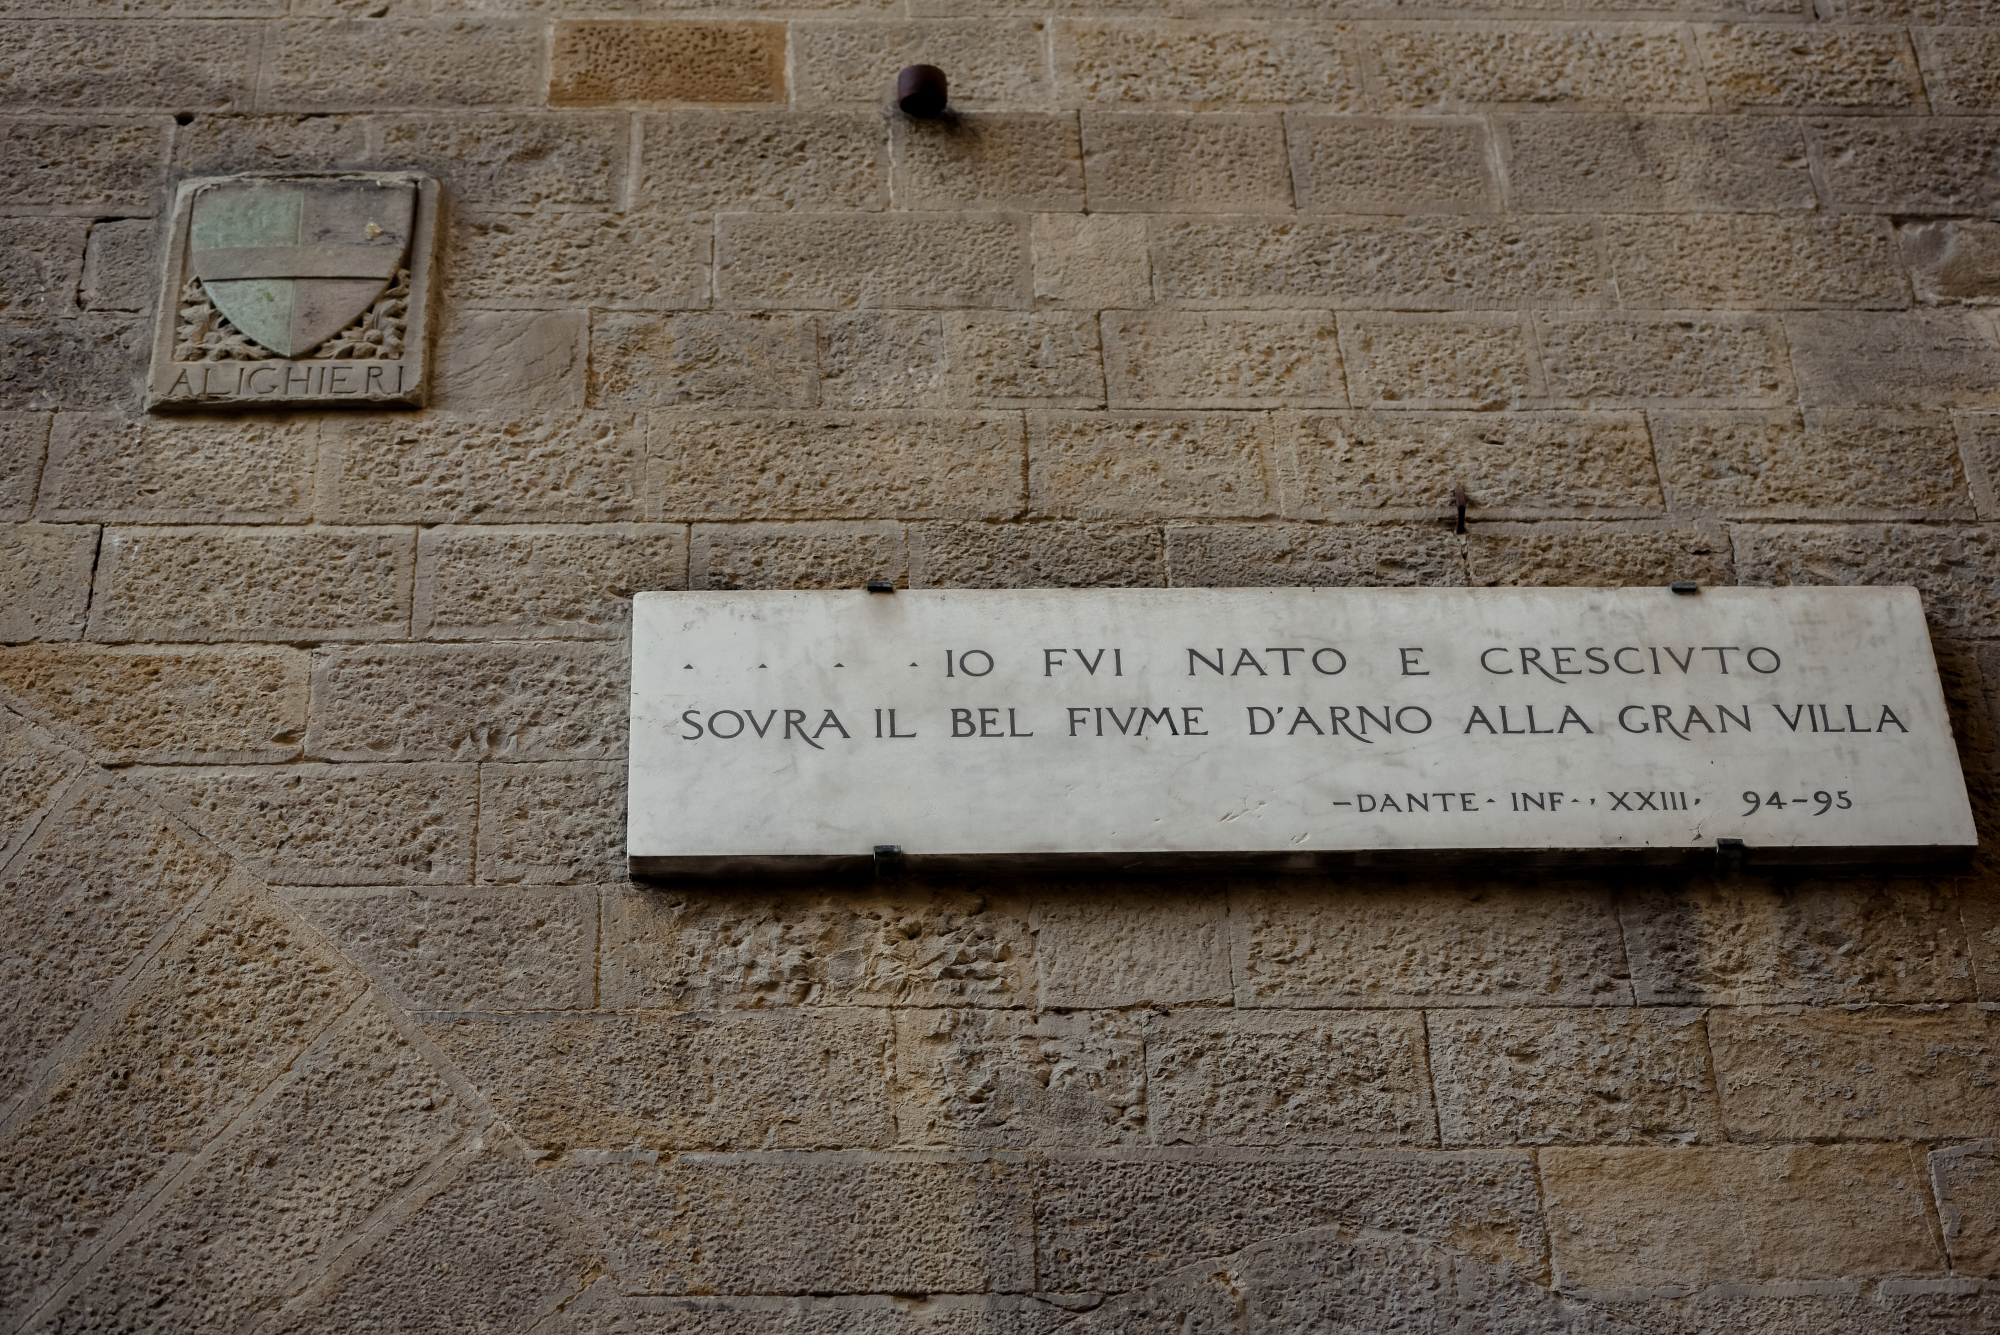 ALIGHIERI
· · · · IO FVI NATO E CRESCIVTO
SOVRA IL BEL FIVME D'ARNO ALLA GRAN VILLA
–DANTE· INF··, XXIII, 94–95